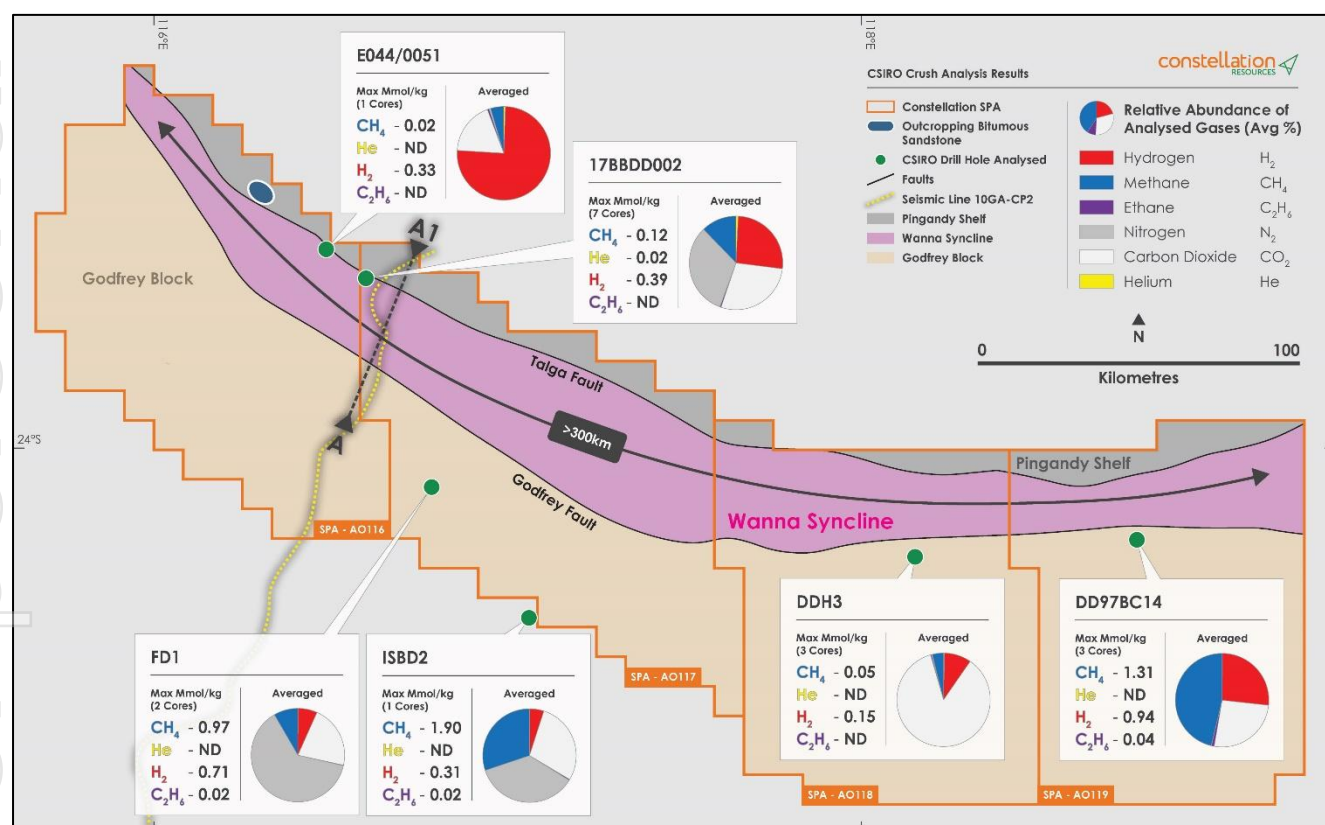 116°E
118°E
24°S
constellation
RESOURCES
CSIRO Crush Analysis Results
Constellation SPA
Outcropping Bitumous
Sandstone
CSIRO Drill Hole Analysed
Faults
Seismic Line 10GA-CP2
Pingandy Shelf
Wanna Syncline
Godfrey Block
Relative Abundance of
Analysed Gases (Avg %)
Hydrogen H₂
Methane CH₄
Ethane C₂H₆
Nitrogen N₂
Carbon Dioxide CO₂
Helium He
N
0 100
Kilometres
E044/0051
Max Mmol/kg
(1 Cores)
Averaged
CH₄ - 0.02
He - ND
H₂ - 0.33
C₂H₆ - ND
17BBDD002
Max Mmol/kg
(7 Cores)
Averaged
CH₄ - 0.12
He - 0.02
H₂ - 0.39
C₂H₆ - ND
A1
A
Godfrey Block
Talga Fault
>300km
Godfrey Fault
Pingandy Shelf
Wanna Syncline
SPA - AO116
SPA - AO117
SPA - AO118
SPA - AO119
FD1
Max Mmol/kg
(2 Cores)
Averaged
CH₄ - 0.97
He - ND
H₂ - 0.71
C₂H₆ - 0.02
ISBD2
Max Mmol/kg
(1 Cores)
Averaged
CH₄ - 1.90
He - ND
H₂ - 0.31
C₂H₆ - 0.02
DDH3
Max Mmol/kg
(3 Cores)
Averaged
CH₄ - 0.05
He - ND
H₂ - 0.15
C₂H₆ - ND
DD97BC14
Max Mmol/kg
(3 Cores)
Averaged
CH₄ - 1.31
He - ND
H₂ - 0.94
C₂H₆ - 0.04